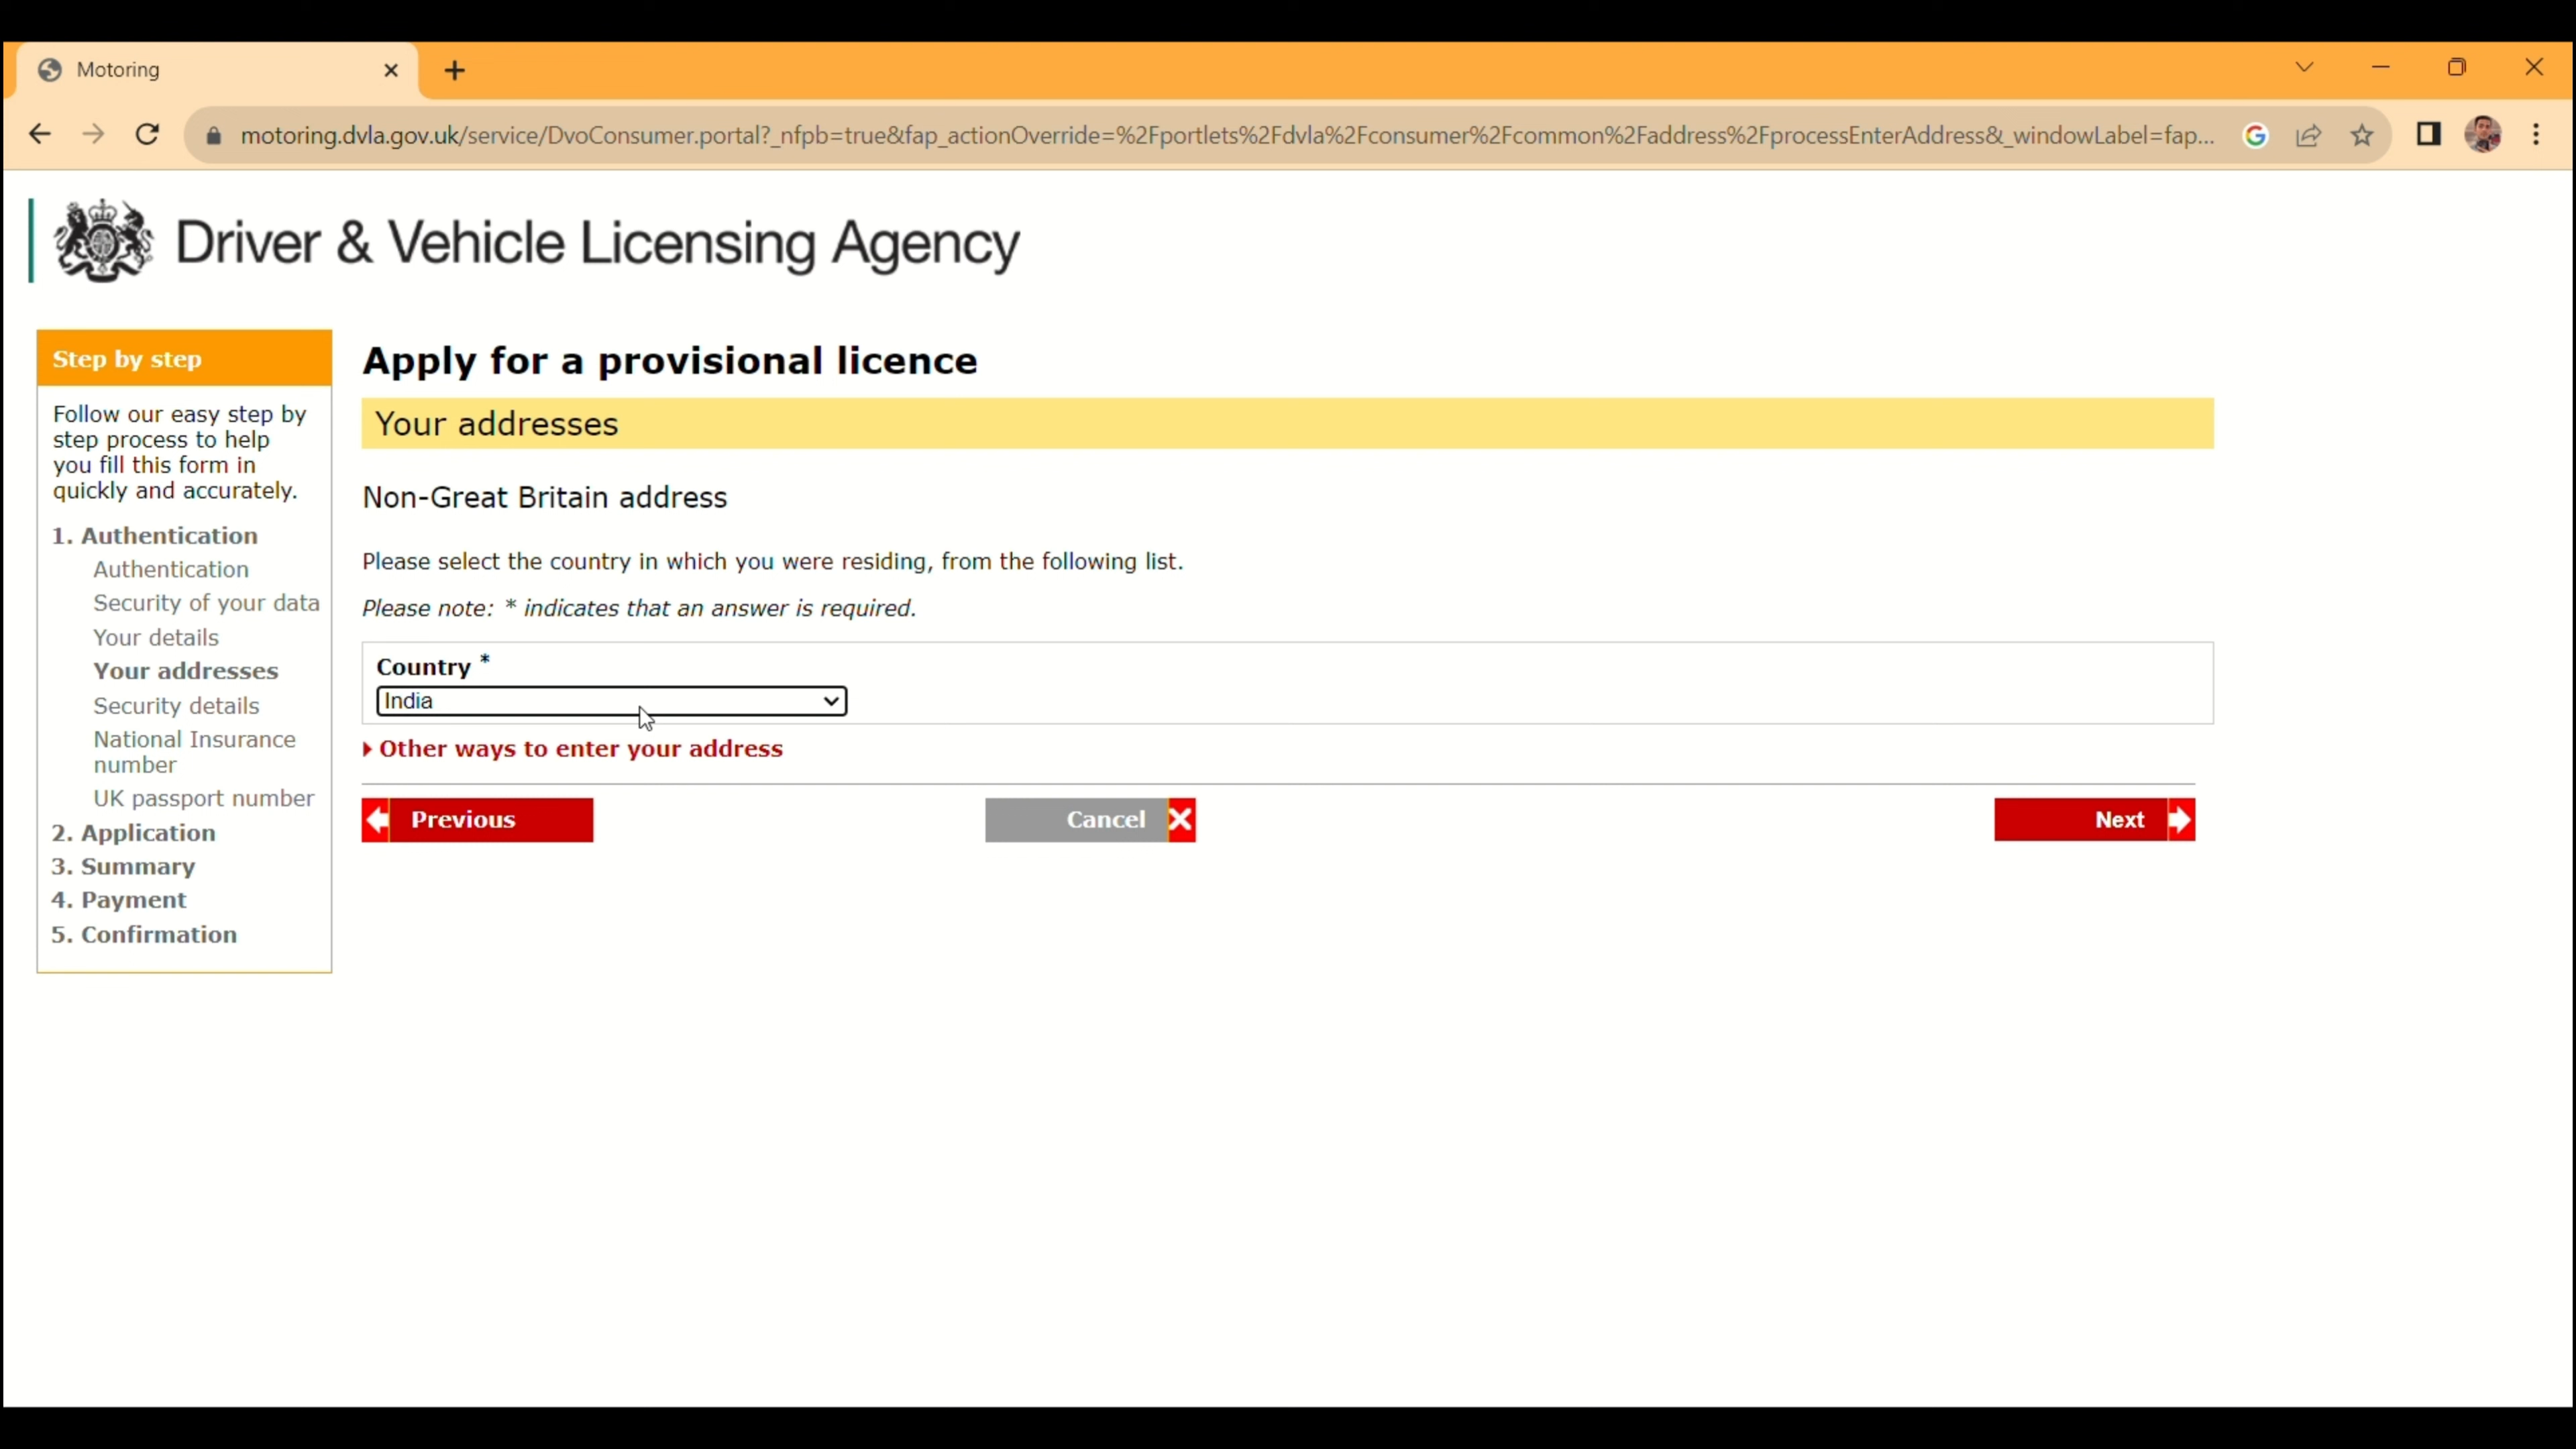 Motoring
motoring.dvla.gov.uk/service/DvoConsumer.portal?_nfpb=true&fap_actionOverride=%2Fportlets%2Fdvla%2Fconsumer%2Fcommon%2Faddress%2FprocessEnterAddress&_windowLabel=fap...
Driver & Vehicle Licensing Agency
Step by step
Follow our easy step by
step process to help
you fill this form in
quickly and accurately.
1. Authentication
Authentication
Security of your data
Your details
Your addresses
Security details
National Insurance
number
UK passport number
2. Application
3. Summary
4. Payment
5. Confirmation
Apply for a provisional licence
Your addresses
Non-Great Britain address
Please select the country in which you were residing, from the following list.
Please note: * indicates that an answer is required.
Country *
India
Other ways to enter your address
Previous
Cancel
Next